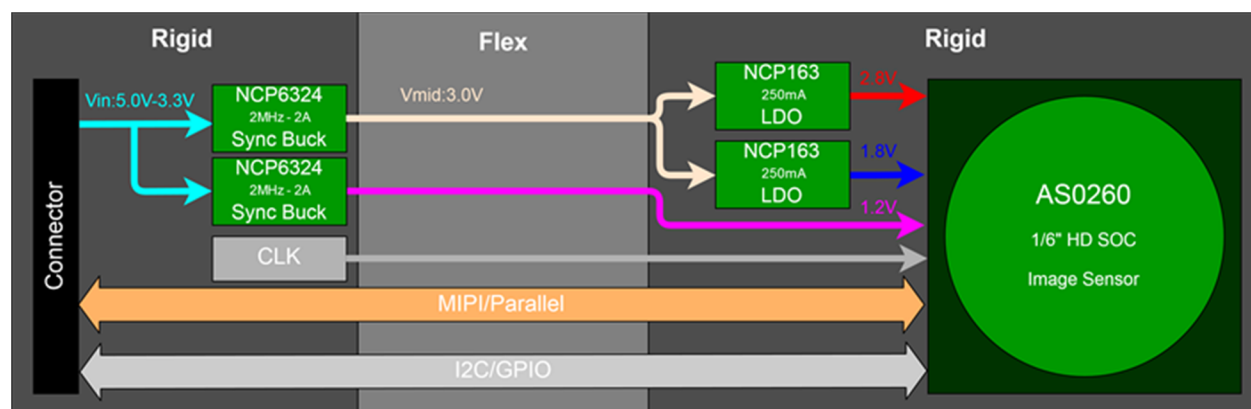 Rigid
Flex
Rigid
Connector
Vin:5.0V-3.3V
NCP6324
2MHz - 2A
Sync Buck
NCP6324
2MHz - 2A
Sync Buck
CLK
Vmid:3.0V
NCP163
250mA
LDO
NCP163
250mA
LDO
2.8V
1.8V
1.2V
AS0260
1/6" HD SOC
Image Sensor
MIPI/Parallel
I2C/GPIO